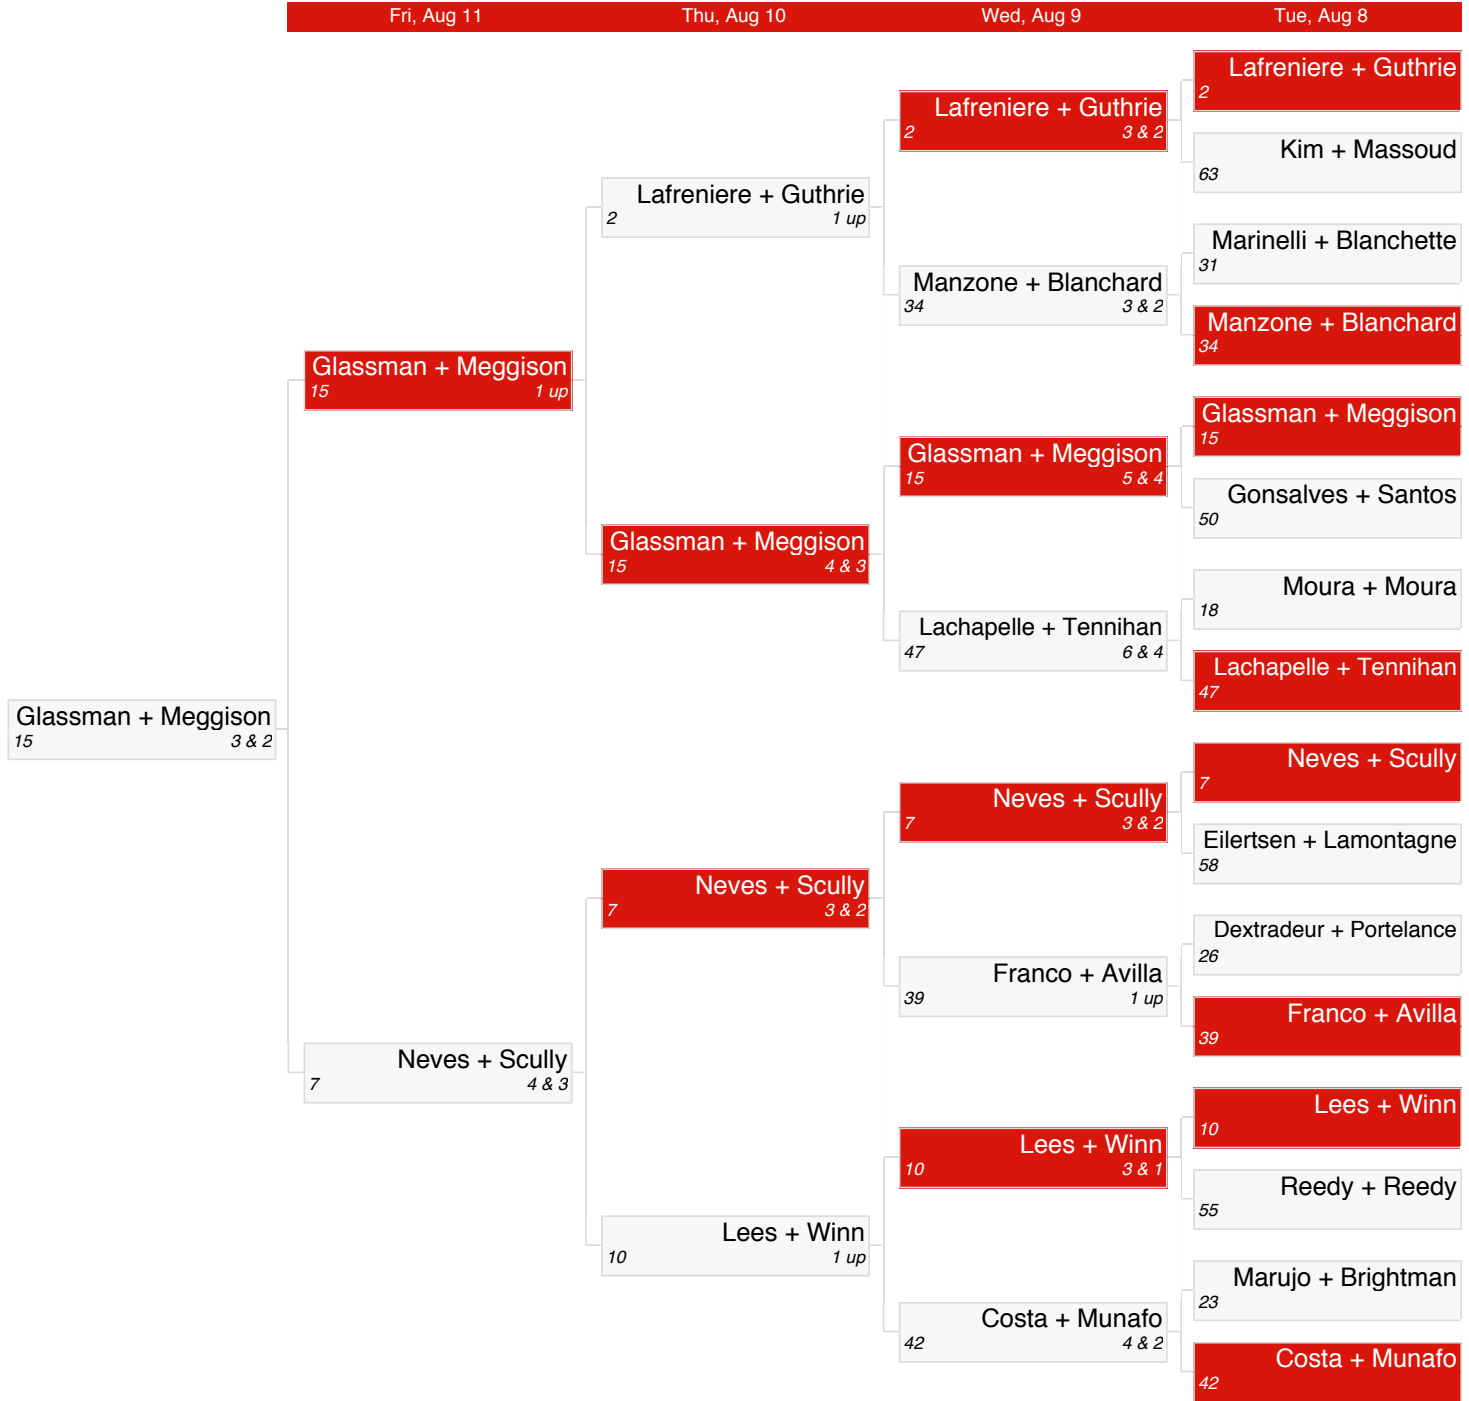 Fri, Aug 11
Thu, Aug 10
Wed, Aug 9
Tue, Aug 8
Lafreniere + Guthrie
2
Kim + Massoud
63
Marinelli + Blanchette
31
Manzone + Blanchard
34
Glassman + Meggison
15
Gonsalves + Santos
50
Moura + Moura
18
Lachapelle + Tennihan
47
Neves + Scully
7
Eilertsen + Lamontagne
58
Dextradeur + Portelance
26
Franco + Avilla
39
Lees + Winn
10
Reedy + Reedy
55
Marujo + Brightman
23
Costa + Munafo
42
Lafreniere + Guthrie
2 3 & 2
Manzone + Blanchard
34 3 & 2
Glassman + Meggison
15 5 & 4
Lachapelle + Tennihan
47 6 & 4
Neves + Scully
7 3 & 2
Franco + Avilla
39 1 up
Lees + Winn
10 3 & 1
Costa + Munafo
42 4 & 2
Lafreniere + Guthrie
2 1 up
Glassman + Meggison
15 4 & 3
Neves + Scully
7 3 & 2
Lees + Winn
10 1 up
Glassman + Meggison
15 1 up
Neves + Scully
7 4 & 3
Glassman + Meggison
15 3 & 2